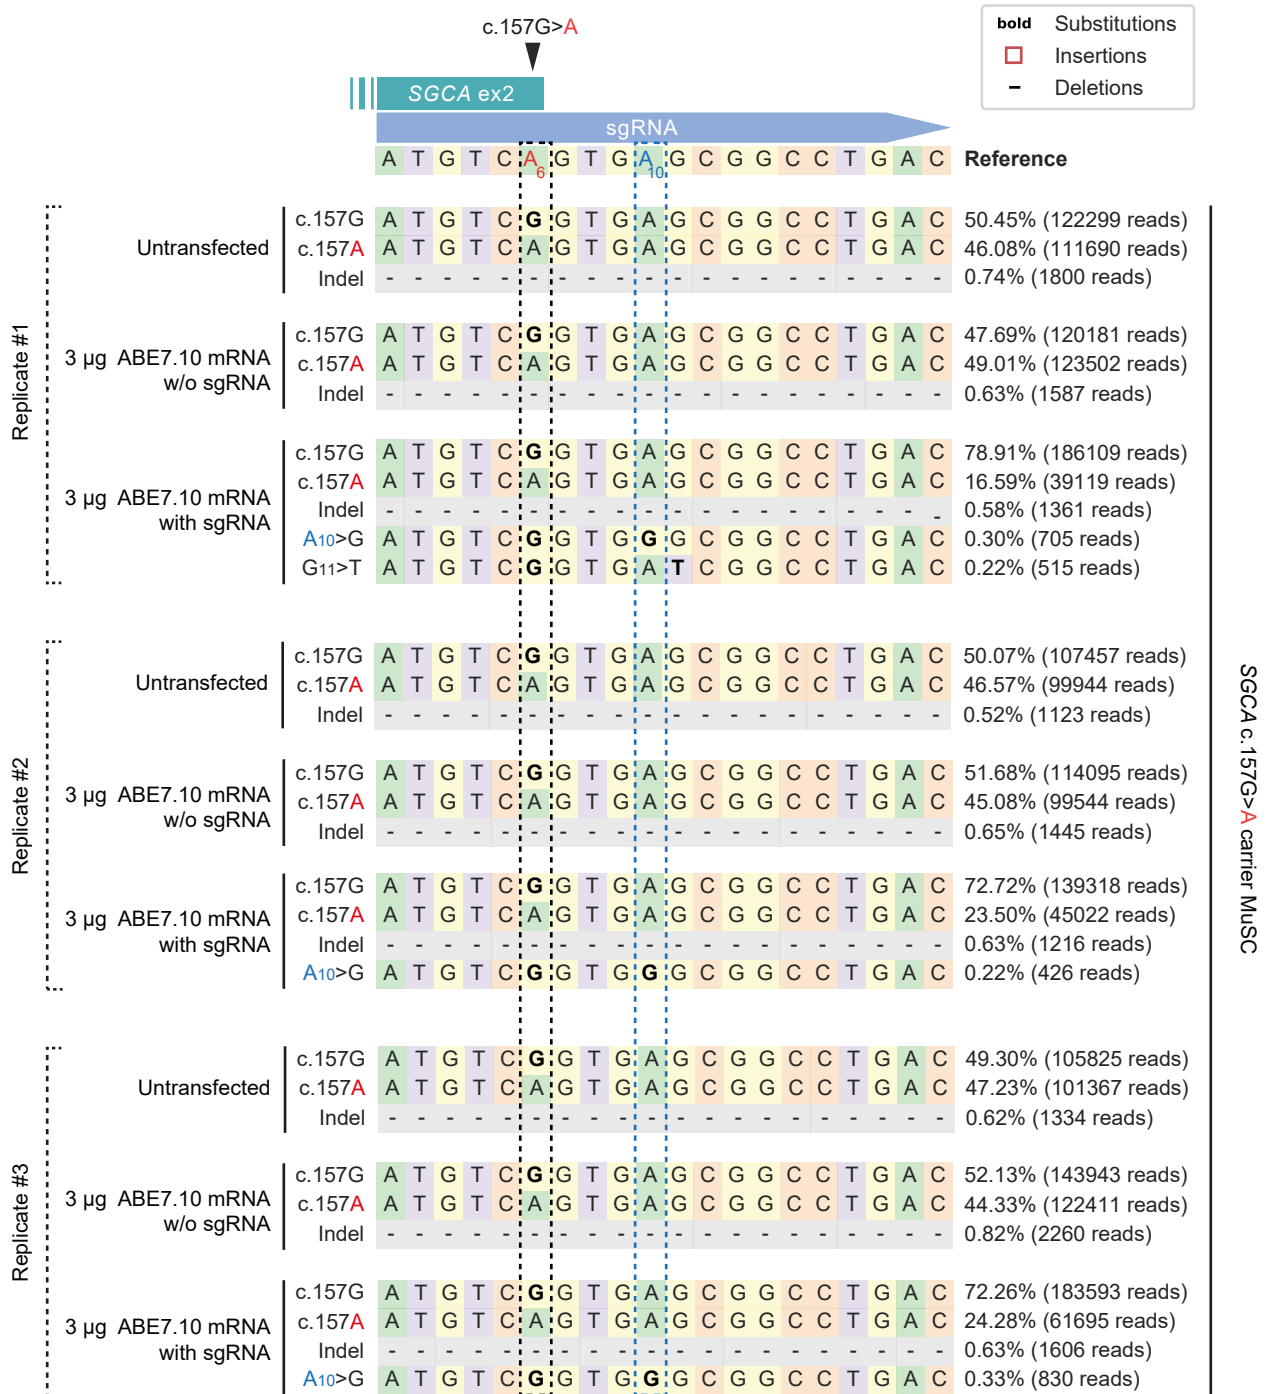 c.157G>A
bold Substitutions
Insertions
- Deletions
SGCA ex2
sgRNA
A T G T C A6 G T G A10 G C G G C C T G A C Reference
Replicate #1
Untransfected
c.157G A T G T C G G T G A G C G G C C T G A C 50.45% (122299 reads)
c.157A A T G T C A G T G A G C G G C C T G A C 46.08% (111690 reads)
Indel - - - - - - - - - - - - - - - - - - - - 0.74% (1800 reads)
3 µg ABE7.10 mRNA
w/o sgRNA
c.157G A T G T C G G T G A G C G G C C T G A C 47.69% (120181 reads)
c.157A A T G T C A G T G A G C G G C C T G A C 49.01% (123502 reads)
Indel - - - - - - - - - - - - - - - - - - - - 0.63% (1587 reads)
3 µg ABE7.10 mRNA
with sgRNA
c.157G A T G T C G G T G A G C G G C C T G A C 78.91% (186109 reads)
c.157A A T G T C A G T G A G C G G C C T G A C 16.59% (39119 reads)
Indel - - - - - - - - - - - - - - - - - - - - 0.58% (1361 reads)
A10>G A T G T C G G T G G G C G G C C T G A C 0.30% (705 reads)
G11>T A T G T C G G T G A T C G G C C T G A C 0.22% (515 reads)
Replicate #2
Untransfected
c.157G A T G T C G G T G A G C G G C C T G A C 50.07% (107457 reads)
c.157A A T G T C A G T G A G C G G C C T G A C 46.57% (99944 reads)
Indel - - - - - - - - - - - - - - - - - - - - 0.52% (1123 reads)
3 µg ABE7.10 mRNA
w/o sgRNA
c.157G A T G T C G G T G A G C G G C C T G A C 51.68% (114095 reads)
c.157A A T G T C A G T G A G C G G C C T G A C 45.08% (99544 reads)
Indel - - - - - - - - - - - - - - - - - - - - 0.65% (1445 reads)
3 µg ABE7.10 mRNA
with sgRNA
c.157G A T G T C G G T G A G C G G C C T G A C 72.72% (139318 reads)
c.157A A T G T C A G T G A G C G G C C T G A C 23.50% (45022 reads)
Indel - - - - - - - - - - - - - - - - - - - - 0.63% (1216 reads)
A10>G A T G T C G G T G G G C G G C C T G A C 0.22% (426 reads)
Replicate #3
Untransfected
c.157G A T G T C G G T G A G C G G C C T G A C 49.30% (105825 reads)
c.157A A T G T C A G T G A G C G G C C T G A C 47.23% (101367 reads)
Indel - - - - - - - - - - - - - - - - - - - - 0.62% (1334 reads)
3 µg ABE7.10 mRNA
w/o sgRNA
c.157G A T G T C G G T G A G C G G C C T G A C 52.13% (143943 reads)
c.157A A T G T C A G T G A G C G G C C T G A C 44.33% (122411 reads)
Indel - - - - - - - - - - - - - - - - - - - - 0.82% (2260 reads)
3 µg ABE7.10 mRNA
with sgRNA
c.157G A T G T C G G T G A G C G G C C T G A C 72.26% (183593 reads)
c.157A A T G T C A G T G A G C G G C C T G A C 24.28% (61695 reads)
Indel - - - - - - - - - - - - - - - - - - - - 0.63% (1606 reads)
A10>G A T G T C G G T G G G C G G C C T G A C 0.33% (830 reads)
SGCA c.157G>A carrier MuSC